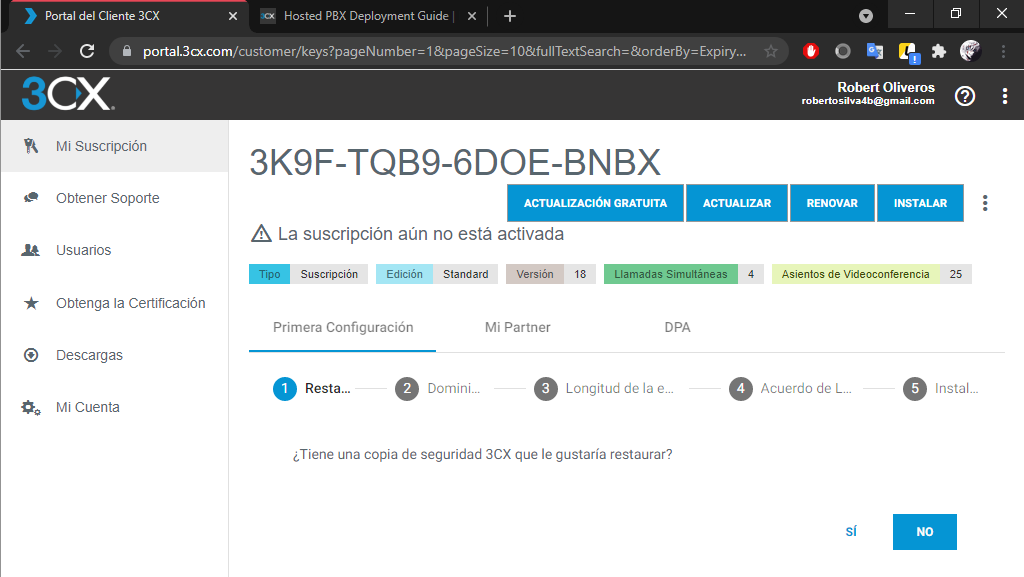 Portal del Cliente 3CX
3CX Hosted PBX Deployment Guide |
portal.3cx.com/customer/keys?pageNumber=1&pageSize=10&fullTextSearch=&orderBy=Expiry...
3CX.
Robert Oliveros
robertosilva4b@gmail.com
Mi Suscripción
Obtener Soporte
Usuarios
Obtenga la Certificación
Descargas
Mi Cuenta
3K9F-TQB9-6DOE-BNBX
ACTUALIZACIÓN GRATUITA ACTUALIZAR RENOVAR INSTALAR
La suscripción aún no está activada
Tipo Suscripción Edición Standard Versión 18 Llamadas Simultáneas 4 Asientos de Videoconferencia 25
Primera Configuración Mi Partner DPA
1 Resta... 2 Domini... 3 Longitud de la e... 4 Acuerdo de L... 5 Instal...
¿Tiene una copia de seguridad 3CX que le gustaría restaurar?
SÍ NO